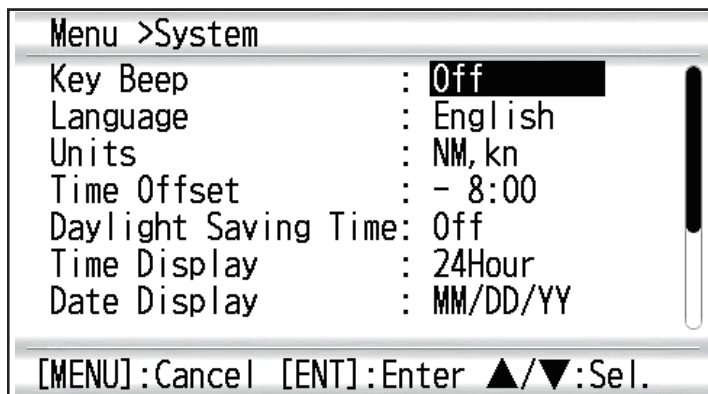 Menu >System
Key Beep : Off
Language : English
Units : NM,kn
Time Offset : - 8:00
Daylight Saving Time: Off
Time Display : 24Hour
Date Display : MM/DD/YY
[MENU]:Cancel [ENT]:Enter ▲/▼:Sel.